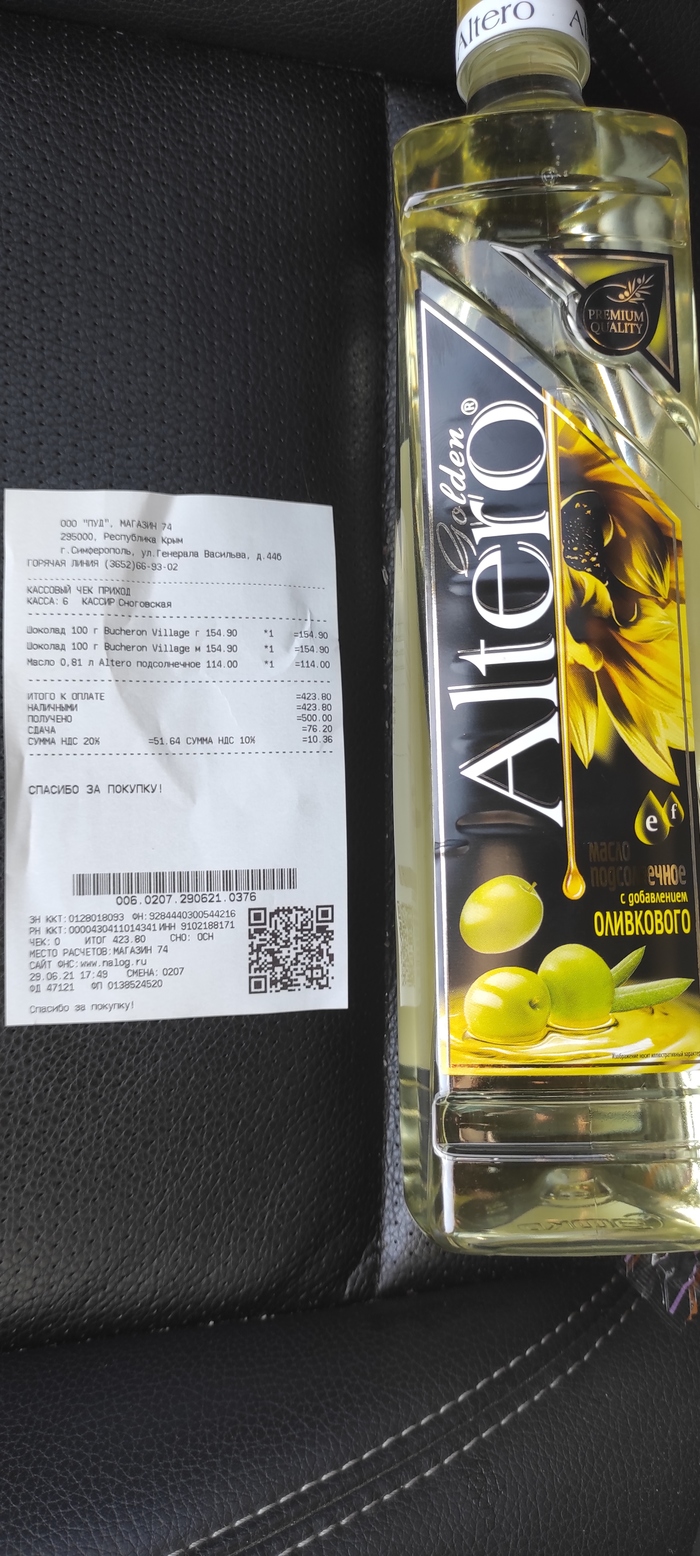 ООО "ПУД", МАГАЗИН 74
295000, Республика Крым
г.Симферополь, ул.Генерала Васильва, д.44б
ГОРЯЧАЯ ЛИНИЯ (3652)66-93-02
КАССОВЫЙ ЧЕК ПРИХОД
КАССА: 6 КАССИР Сноговская
Шоколад 100 г Bucheron Village г 154.90 *1 =154.90
Шоколад 100 г Bucheron Village м 154.90 *1 =154.90
Масло 0,81 л Altero подсолнечное 114.00 *1 =114.00
ИТОГО К ОПЛАТЕ =423.80
НАЛИЧНЫМИ =423.80
ПОЛУЧЕНО =500.00
СДАЧА =76.20
СУММА НДС 20% =51.64 СУММА НДС 10% =10.36
СПАСИБО ЗА ПОКУПКУ!
006.0207.290621.0376
ЗН ККТ:0128018093 ФН:9284440300544216
РН ККТ:0000430411014341 ИНН 9102188171
ЧЕК: 0 ИТОГ 423.80 СНО: ОСН
МЕСТО РАСЧЕТОВ:МАГАЗИН 74
САЙТ ФНС:www.nalog.ru
29.06.21 17:49 СМЕНА: 0207
ФД 47121 ФП 0138524520
Спасибо за покупку!
Altero
PREMIUM
QUALITY
Golden
Altero®
e f
масло
подсолнечное
с добавлением
ОЛИВКОВОГО